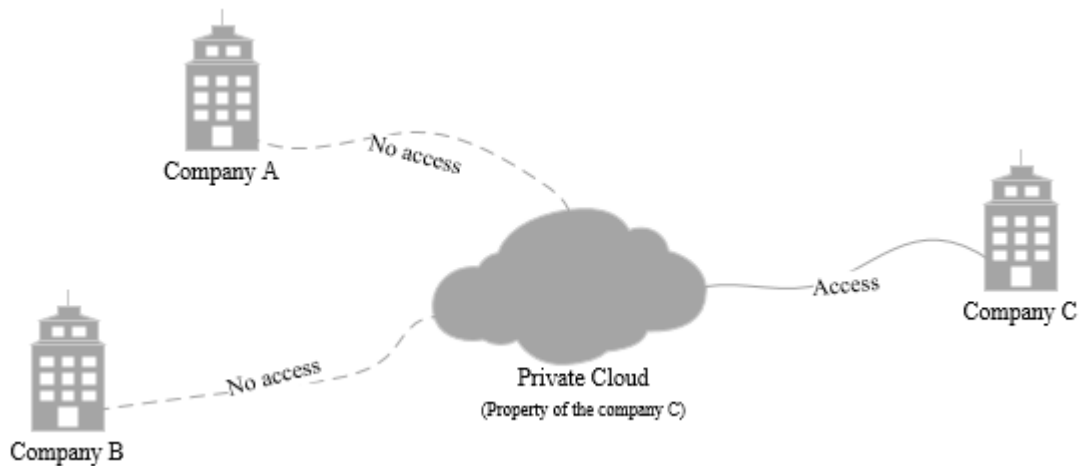 No access
Company A
Access
Company C
No access
Private Cloud
(Property of the company C)
Company B